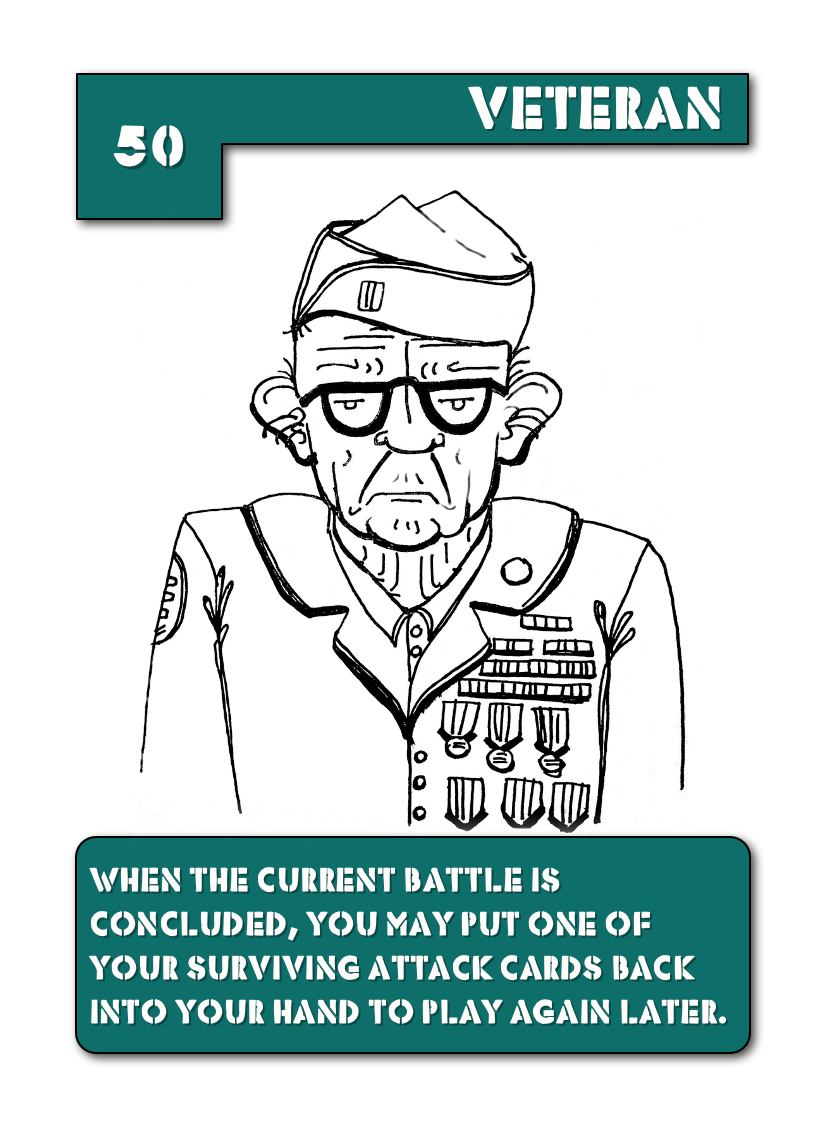 VETERAN
50
WHEN THE CURRENT BATTLE IS
CONCLUDED, YOU MAY PUT ONE OF
YOUR SURVIVING ATTACK CARDS BACK
INTO YOUR HAND TO PLAY AGAIN LATER.